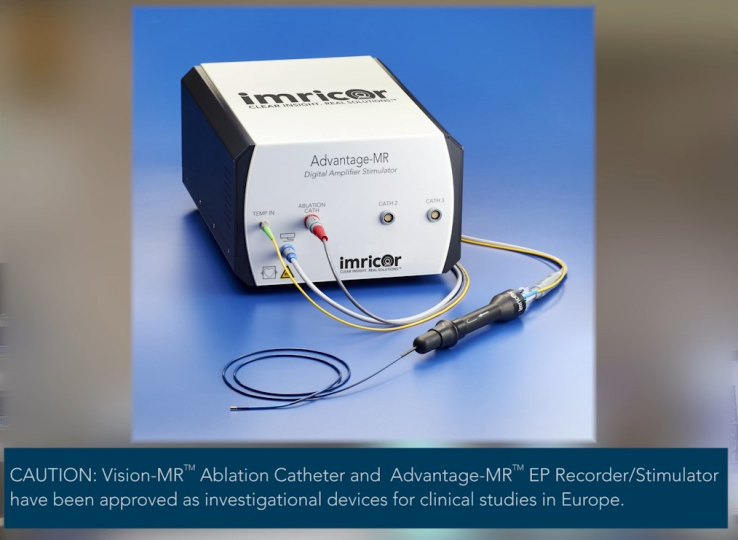 imricor
CLEAR INSIGHT. REAL SOLUTIONS™
Advantage-MR
Digital Amplifier Stimulator
TEMP IN
ABLATION
CATH
CATH 2
CATH 3
imricor
CLEAR INSIGHT. REAL SOLUTIONS™
CAUTION: Vision-MR™ Ablation Catheter and Advantage-MR™ EP Recorder/Stimulator
have been approved as investigational devices for clinical studies in Europe.